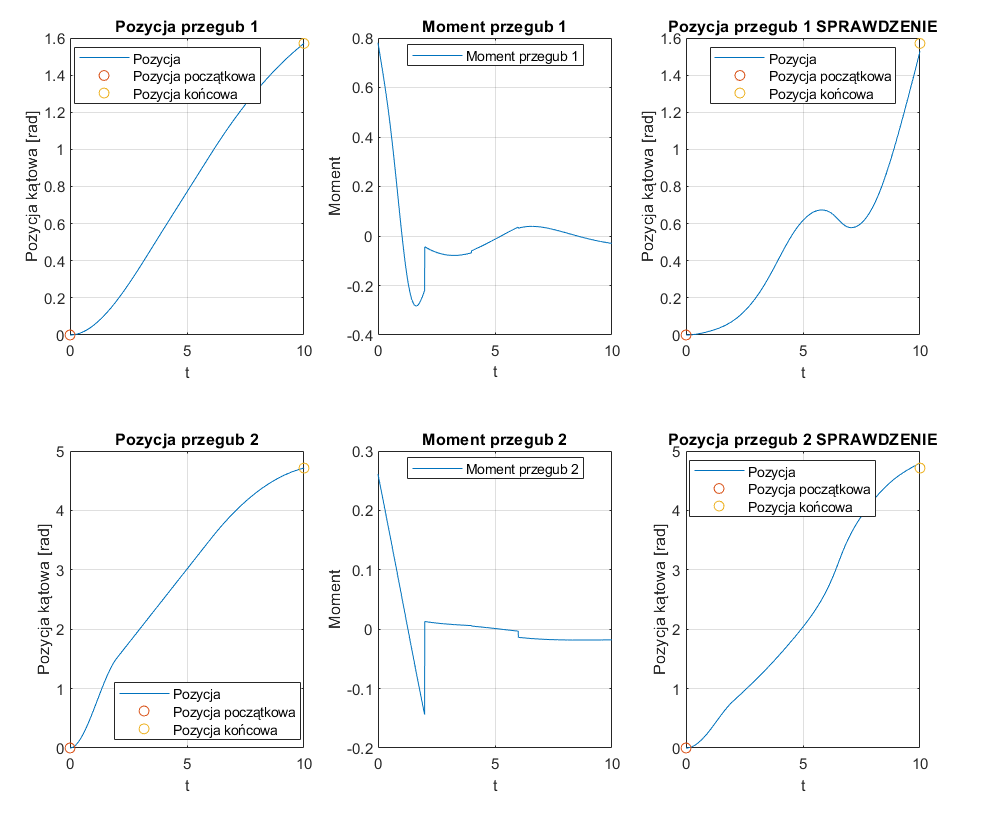 Pozycja przegub 1
Pozycja kątowa [rad]
1.6
1.4
1.2
1
0.8
0.6
0.4
0.2
0
0 5 10
t
Pozycja
Pozycja początkowa
Pozycja końcowa
Moment przegub 1
Moment
0.8
0.6
0.4
0.2
0
-0.2
-0.4
0 5 10
t
Moment przegub 1
Pozycja przegub 1 SPRAWDZENIE
Pozycja kątowa [rad]
1.6
1.4
1.2
1
0.8
0.6
0.4
0.2
0
0 5 10
t
Pozycja
Pozycja początkowa
Pozycja końcowa
Pozycja przegub 2
Pozycja kątowa [rad]
5
4
3
2
1
0
0 5 10
t
Pozycja
Pozycja początkowa
Pozycja końcowa
Moment przegub 2
Moment
0.3
0.2
0.1
0
-0.1
-0.2
0 5 10
t
Moment przegub 2
Pozycja przegub 2 SPRAWDZENIE
Pozycja kątowa [rad]
5
4
3
2
1
0
0 5 10
t
Pozycja
Pozycja początkowa
Pozycja końcowa